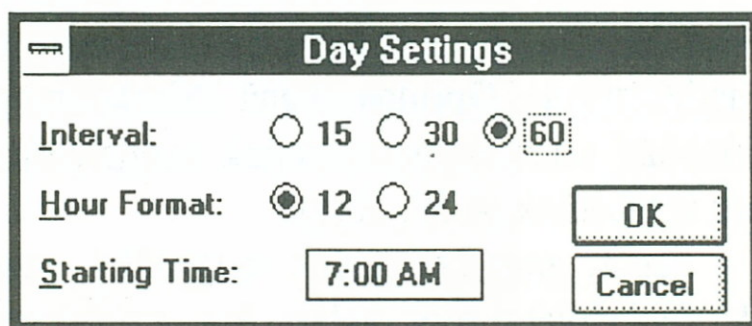 Day Settings
Interval: 15 30 60
Hour Format: 12 24
OK
Starting Time: 7:00 AM
Cancel